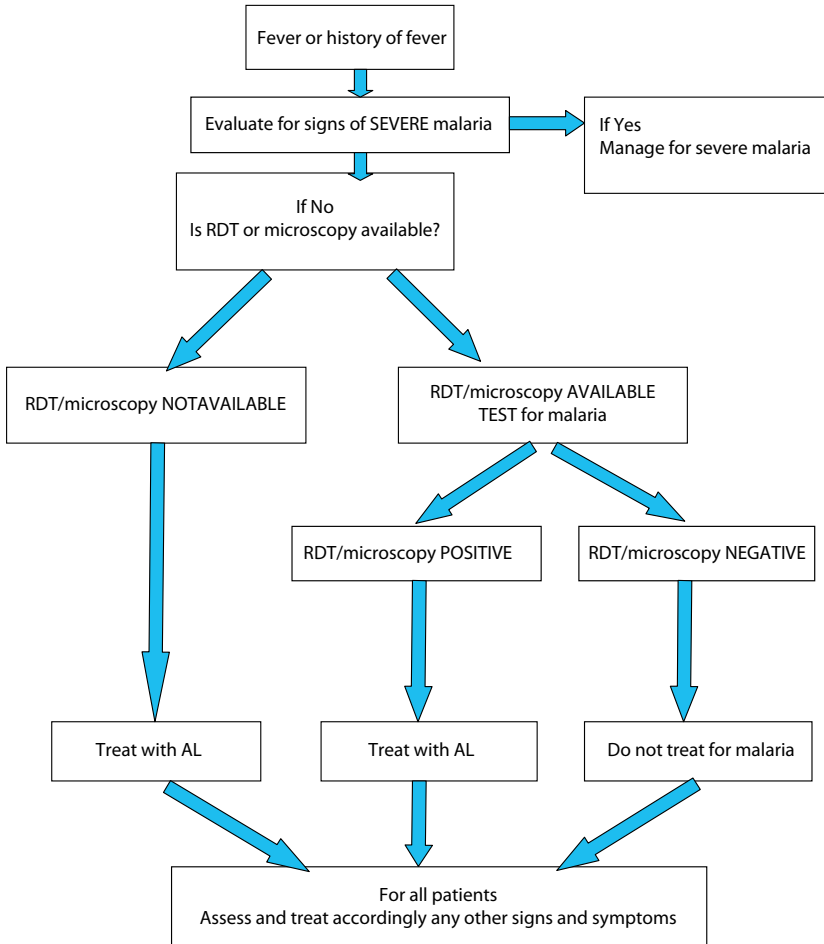 Fever or history of fever
Evaluate for signs of SEVERE malaria
If Yes
Manage for severe malaria
If No
Is RDT or microscopy available?
RDT/microscopy NOTAVAILABLE
RDT/microscopy AVAILABLE
TEST for malaria
RDT/microscopy POSITIVE
RDT/microscopy NEGATIVE
Treat with AL
Treat with AL
Do not treat for malaria
For all patients
Assess and treat accordingly any other signs and symptoms